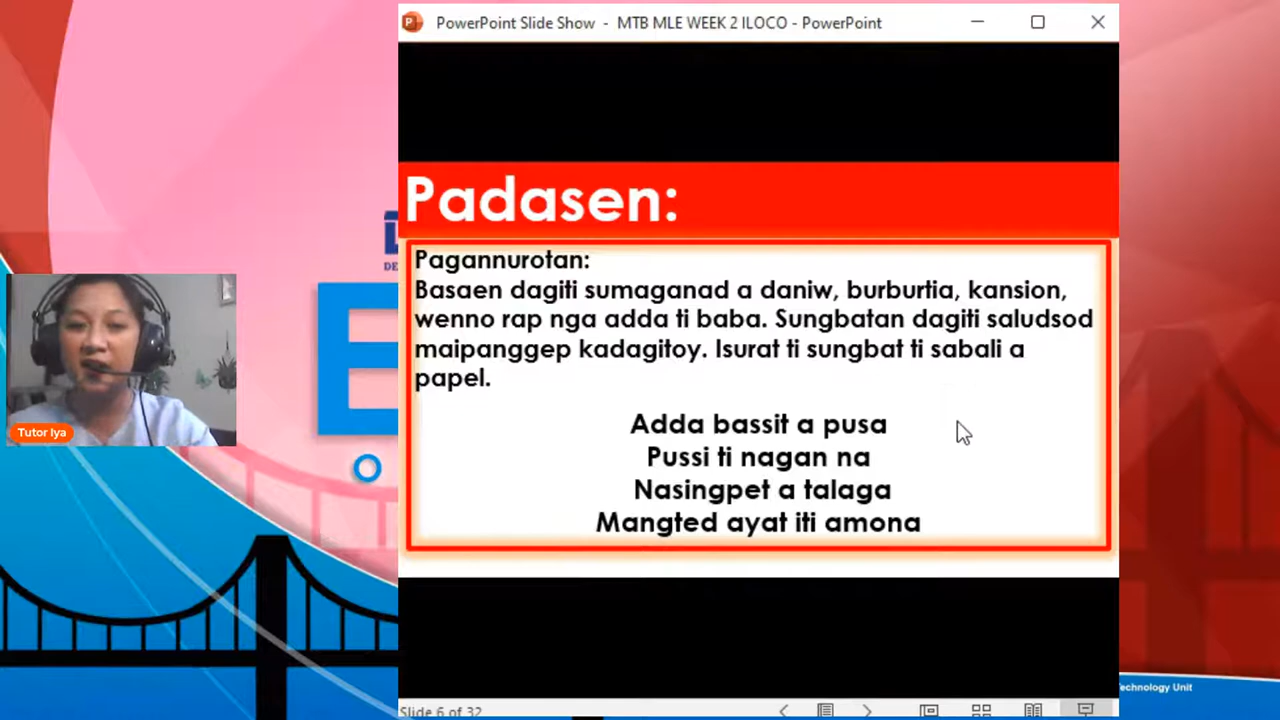 PowerPoint Slide Show - MTB MLE WEEK 2 ILOCO - PowerPoint
Padasen:
Pagannurotan:
Basaen dagiti sumaganad a daniw, burburtia, kansion,
wenno rap nga adda ti baba. Sungbatan dagiti saludsod
maipanggep kadagitoy. Isurat ti sungbat ti sabali a
papel.
Adda bassit a pusa
Pussi ti nagan na
Nasingpet a talaga
Mangted ayat iti amona
Tutor Iya
DE
E
Technology Unit
Slide 6 of 32